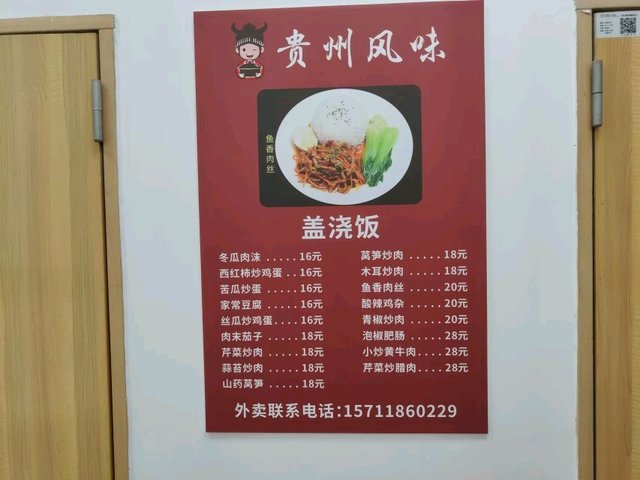 贵州风味
鱼香肉丝
盖浇饭
冬瓜肉沫.....16元
西红柿炒鸡蛋..16元
苦瓜炒蛋......16元
家常豆腐......16元
丝瓜炒鸡蛋....16元
肉末茄子......18元
芹菜炒肉......18元
蒜苔炒肉......18元
山药莴笋......18元
莴笋炒肉.....18元
木耳炒肉.....18元
鱼香肉丝.....20元
酸辣鸡杂.....20元
青椒炒肉.....20元
泡椒肥肠.....28元
小炒黄牛肉....28元
芹菜炒腊肉....28元
外卖联系电话:15711860229